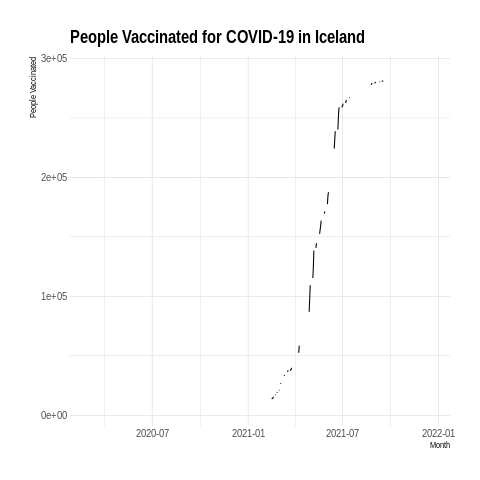 People Vaccinated for COVID-19 in Iceland
People Vaccinated
3e+05
2e+05
1e+05
0e+00
2020-07 2021-01 2021-07 2022-01
Month